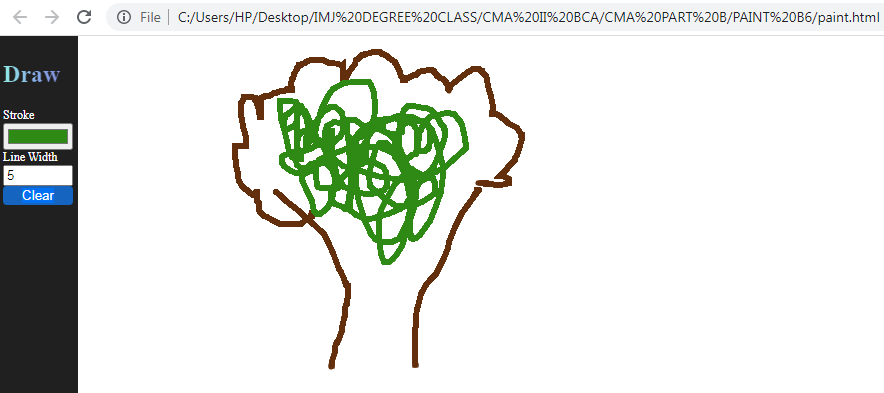 File
C:/Users/HP/Desktop/IMJ%20DEGREE%20CLASS/CMA%20II%20BCA/CMA%20PART%20B/PAINT%20B6/paint.html
Draw
Stroke
Line Width
5
Clear